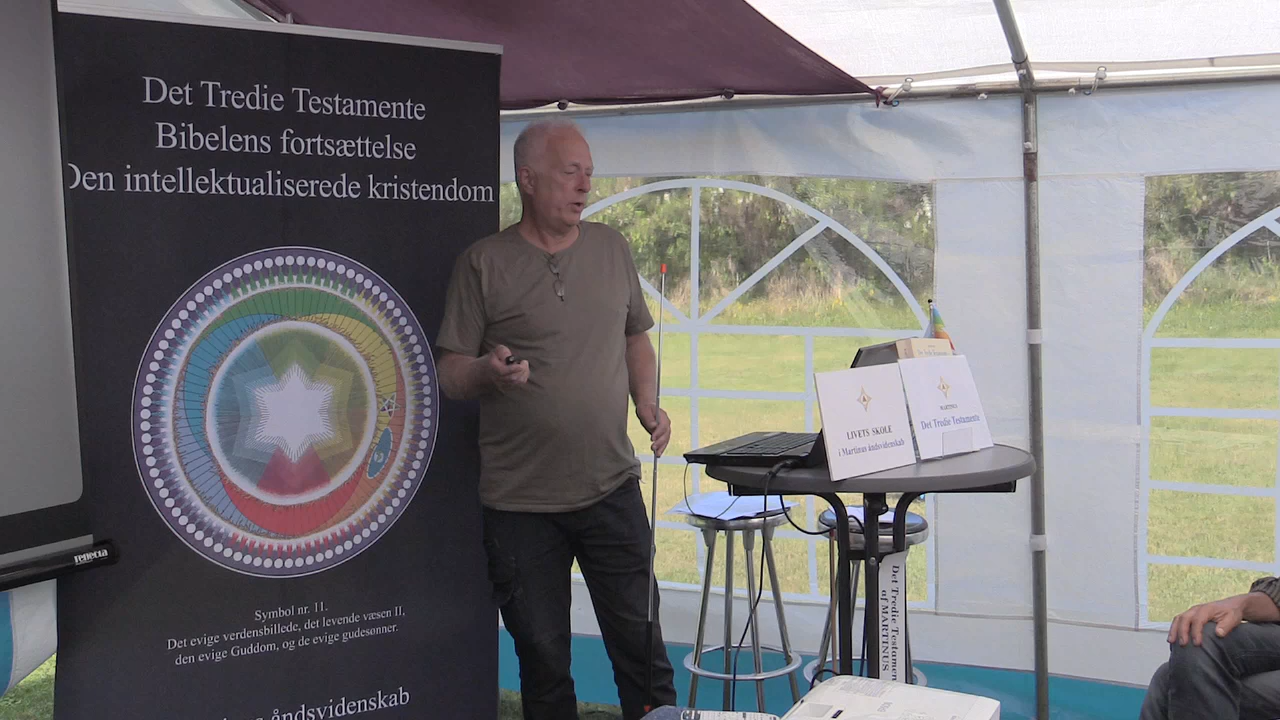 Det Tredie Testamente
Bibelens fortsættelse
Den intellektualiserede kristendom
Symbol nr. 11.
Det evige verdensbillede, det levende væsen II,
den evige Guddom, og de evige gudesønner.
åndsvidenskab
reflecta
LIVETS SKOLE
i Martinus åndsvidenskab
MARTINUS
Det Tredie Testamente
Det Tredie Testamente
af MARTINUS